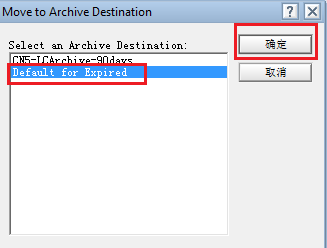 Move to Archive Destination
?
Select an Archive Destination:
CN5-LCArchive-90days
Default for Expired
确定
取消